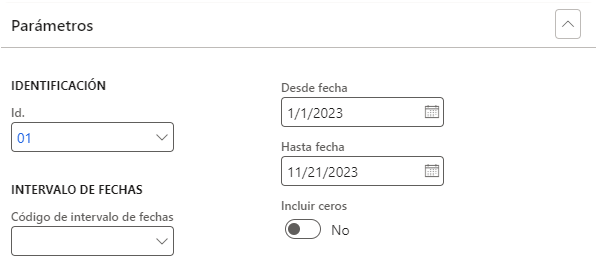 Parámetros
IDENTIFICACIÓN
Id.
01
INTERVALO DE FECHAS
Código de intervalo de fechas
Desde fecha
1/1/2023
Hasta fecha
11/21/2023
Incluir ceros
No